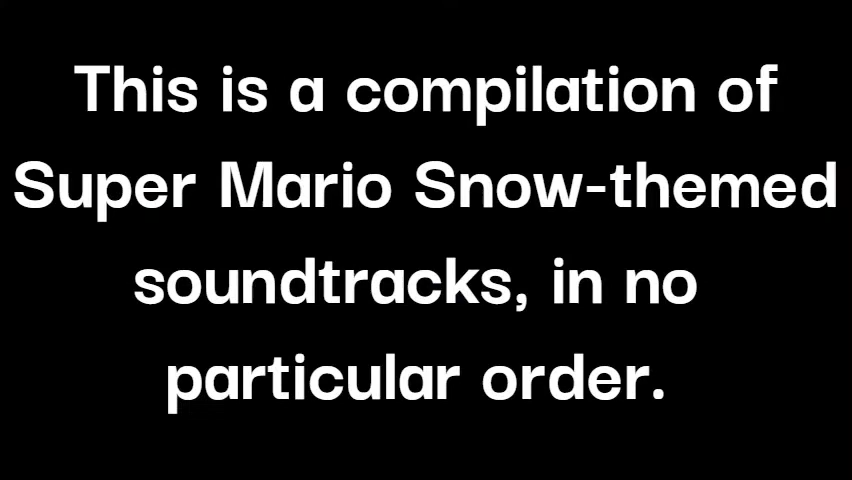 This is a compilation of
Super Mario Snow-themed
soundtracks, in no
particular order.